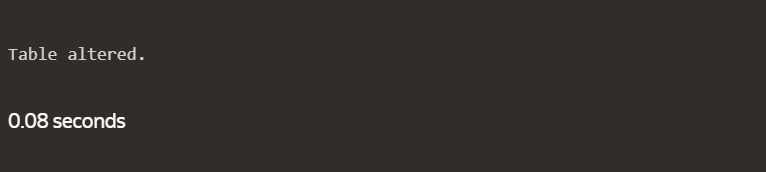 Table altered.
0.08 seconds